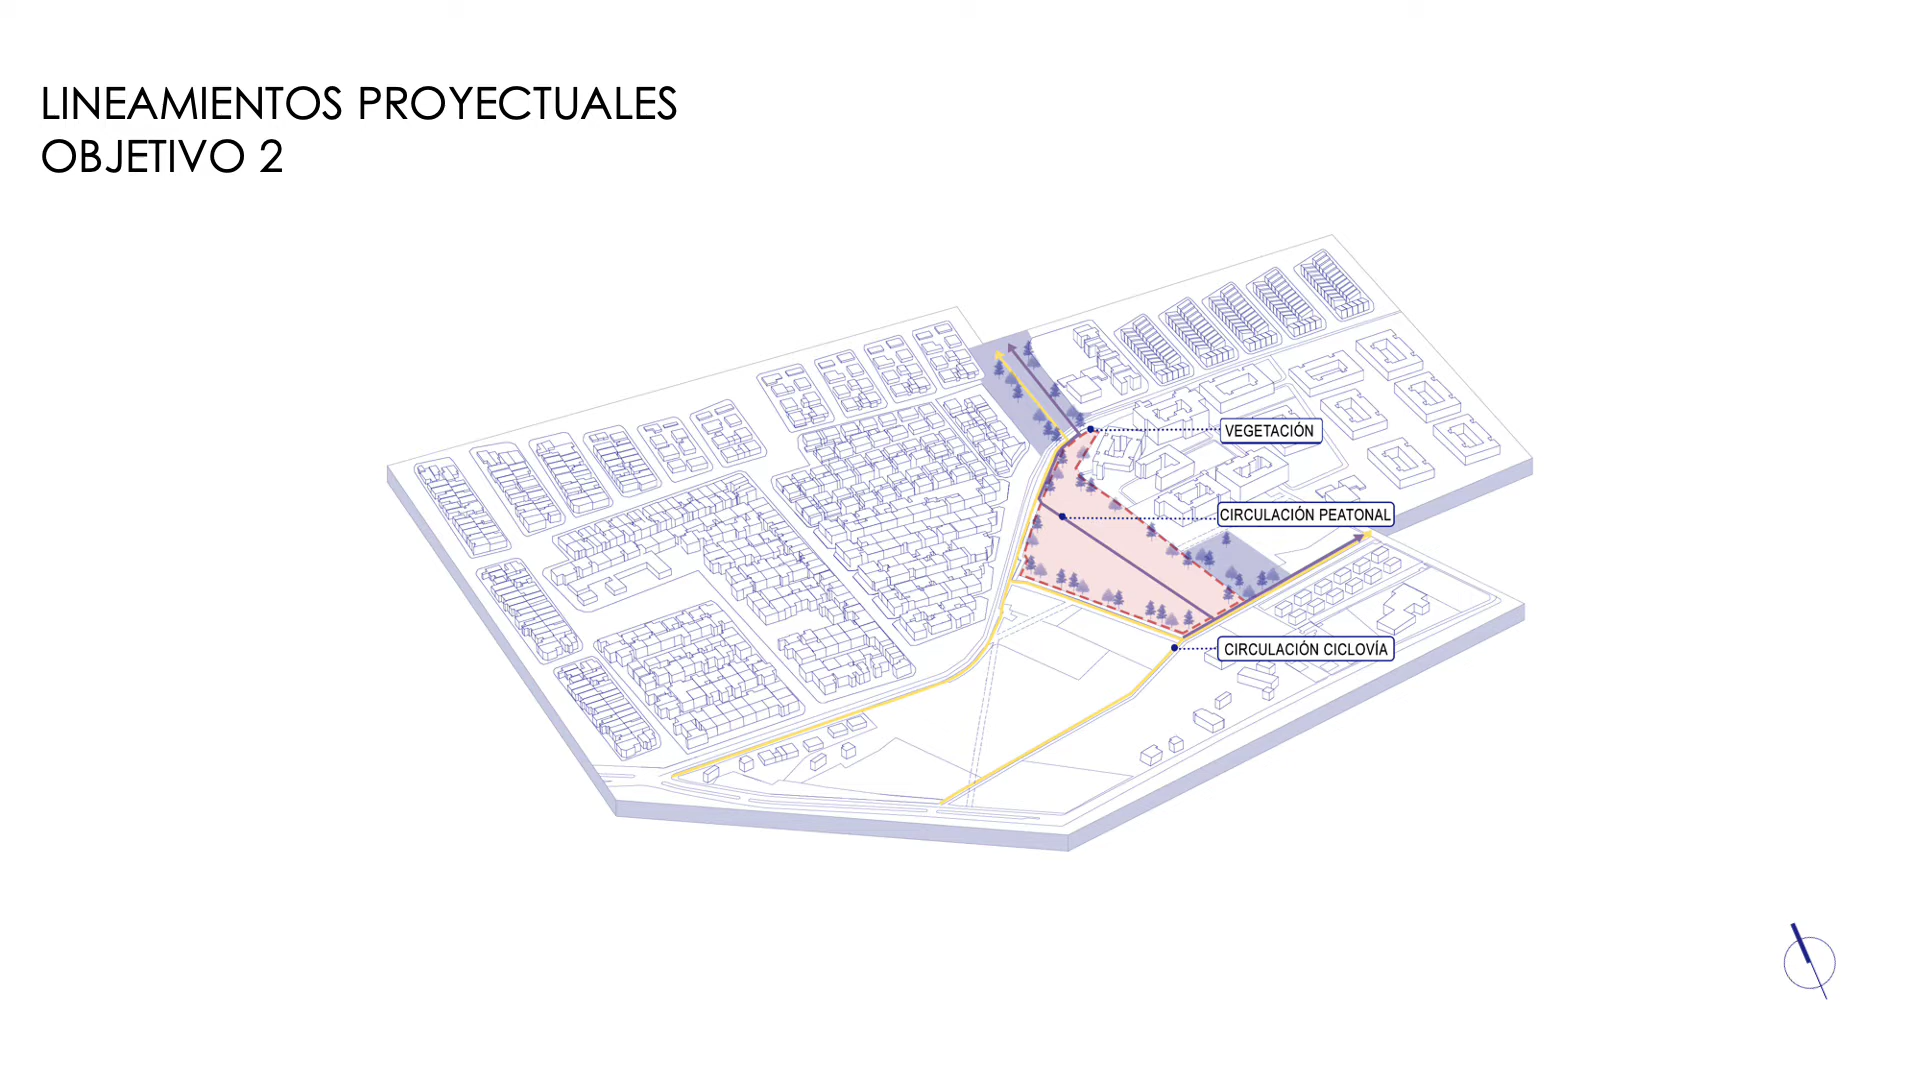 LINEAMIENTOS PROYECTUALES
OBJETIVO 2
VEGETACIÓN
CIRCULACIÓN PEATONAL
CIRCULACIÓN CICLOVÍA